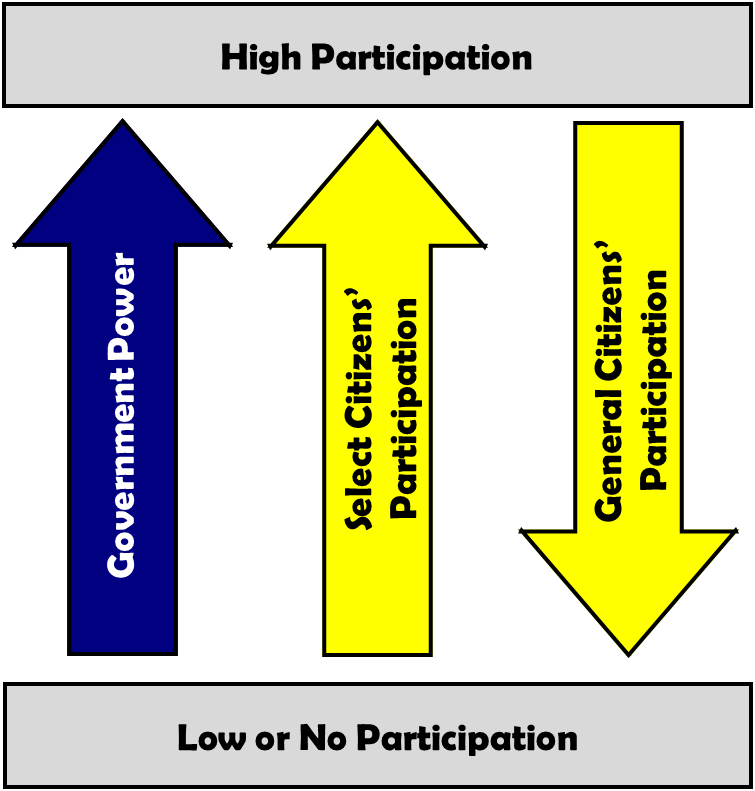 High Participation
Government Power
Select Citizens’
Participation
General Citizens’
Participation
Low or No Participation